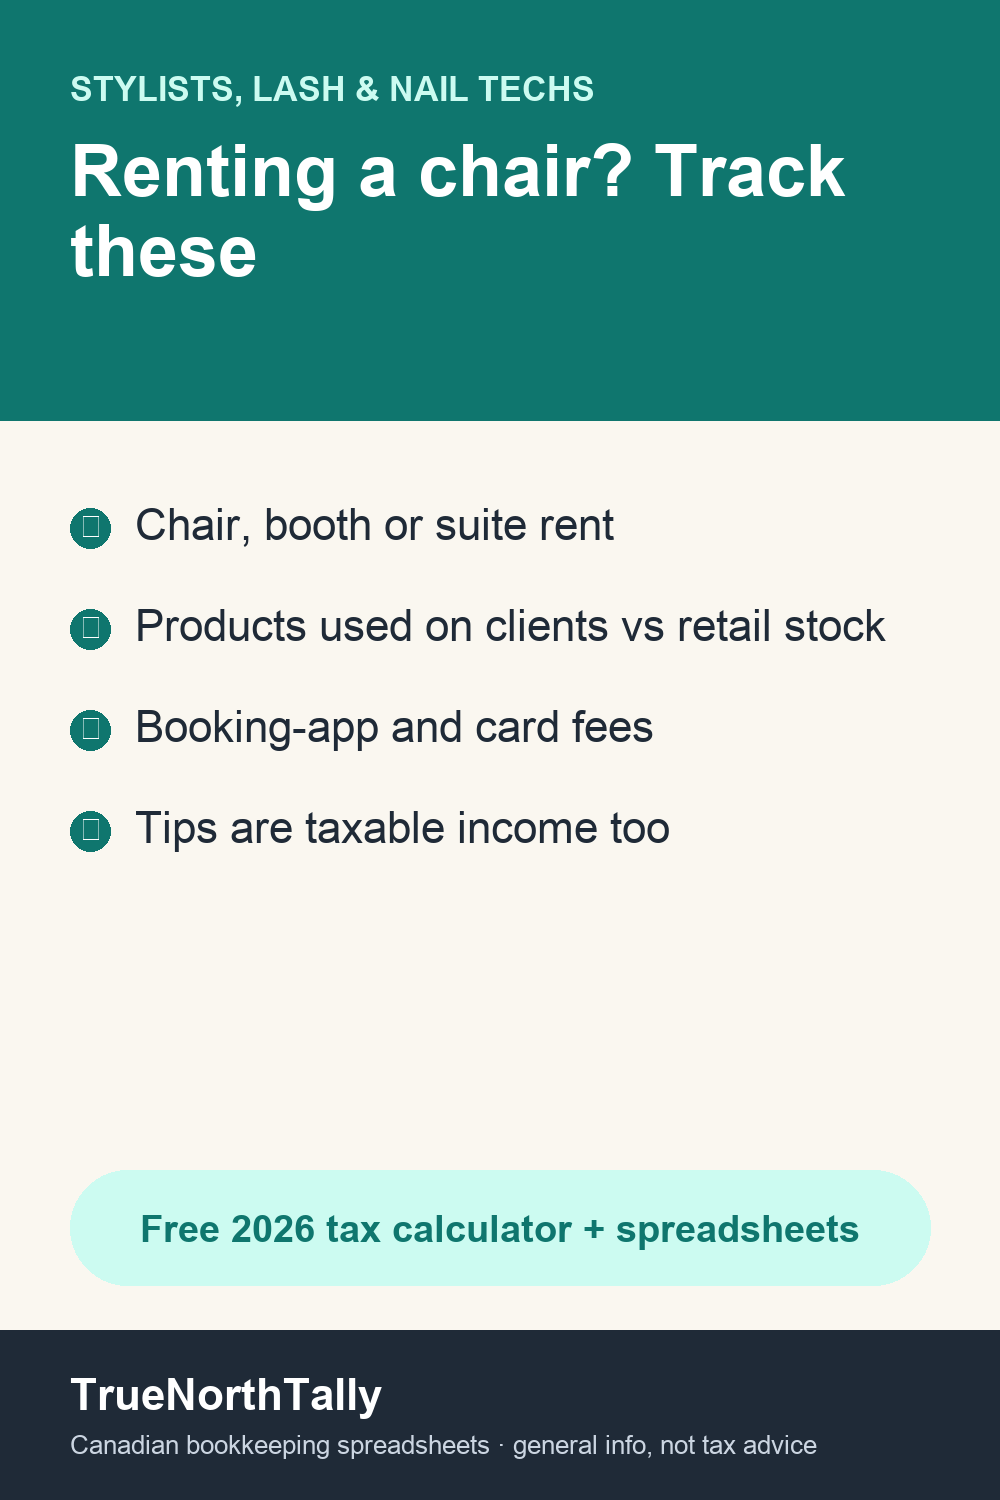 STYLISTS, LASH & NAIL TECHS
Renting a chair? Track
these
Chair, booth or suite rent
Products used on clients vs retail stock
Booking-app and card fees
Tips are taxable income too
Free 2026 tax calculator + spreadsheets
TrueNorthTally
Canadian bookkeeping spreadsheets · general info, not tax advice